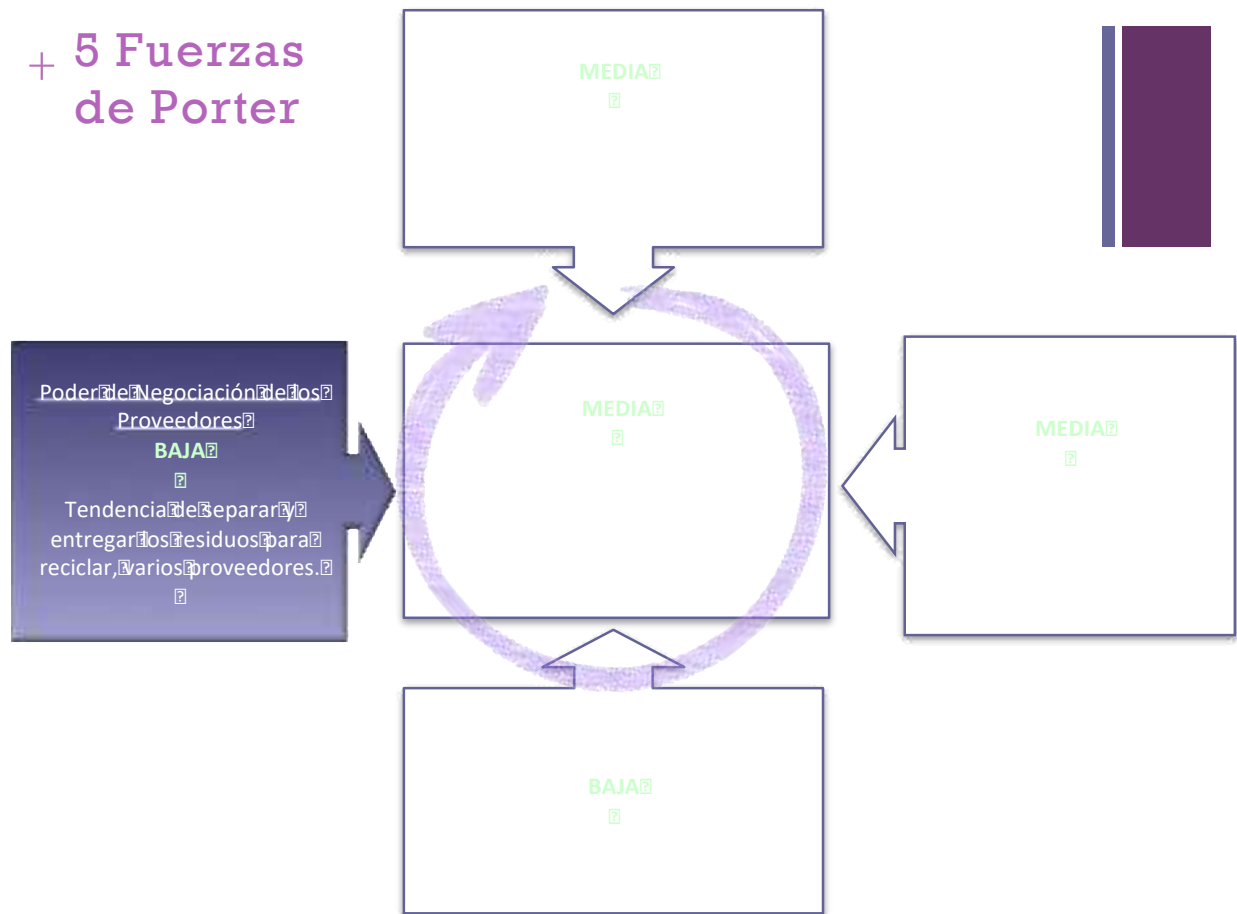 + 5 Fuerzas
de Porter
MEDIA
Poder de Negociación de los
Proveedores
BAJA
Tendencia de separar y
entregar los residuos para
reciclar, varios proveedores.
MEDIA
MEDIA
BAJA